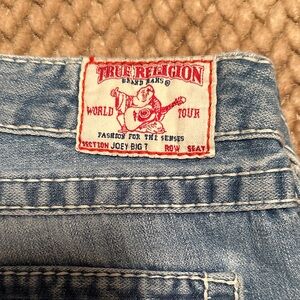 TRUE RELIGION
BRAND JEANS®
WORLD TOUR
FASHION FOR THE SENSES
SECTION JOEY BIG T ROW SEAT